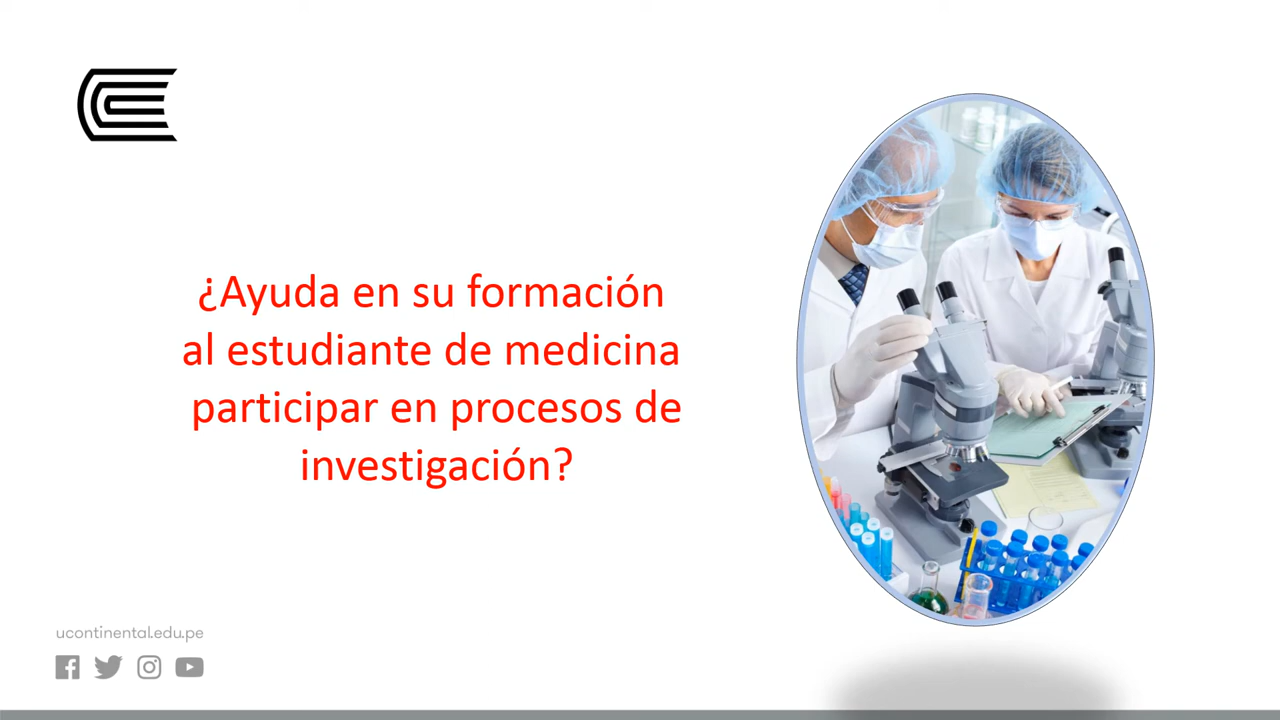 ¿Ayuda en su formación
al estudiante de medicina
participar en procesos de
investigación?
ucontinental.edu.pe